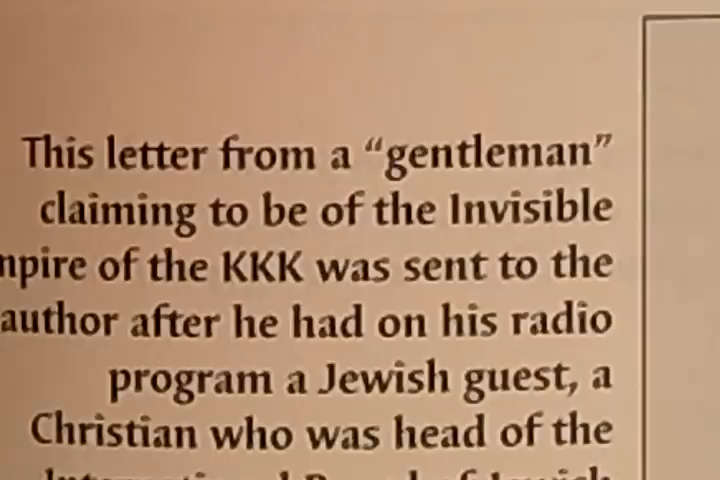 This letter from a “gentleman”
claiming to be of the Invisible
of the KKK was sent to the
author after he had on his radio
program a Jewish guest, a
Christian who was head of the